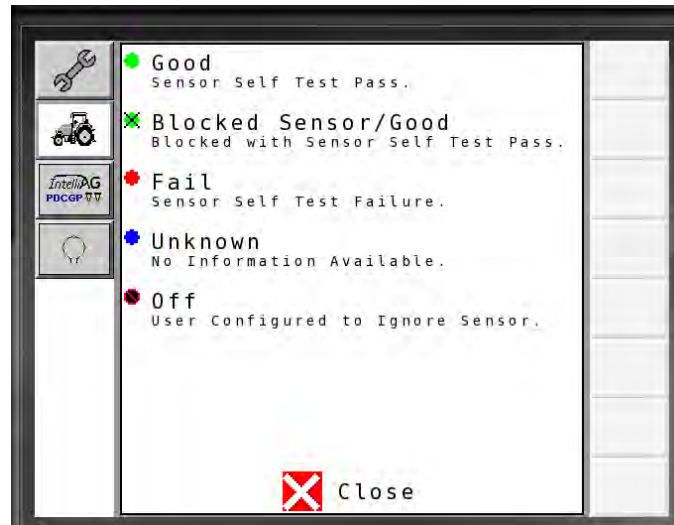 Good
Sensor Self Test Pass.
Blocked Sensor/Good
Blocked with Sensor Self Test Pass.
IntelliAG
PDCGP
Fail
Sensor Self Test Failure.
Unknown
No Information Available.
Off
User Configured to Ignore Sensor.
Close